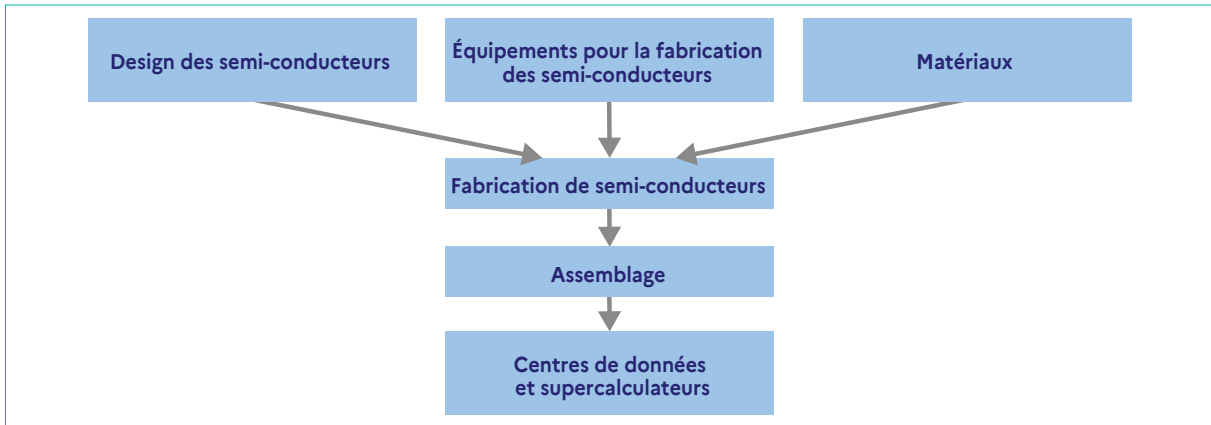 Design des semi-conducteurs
Équipements pour la fabrication
des semi-conducteurs
Matériaux
Fabrication de semi-conducteurs
Assemblage
Centres de données
et supercalculateurs